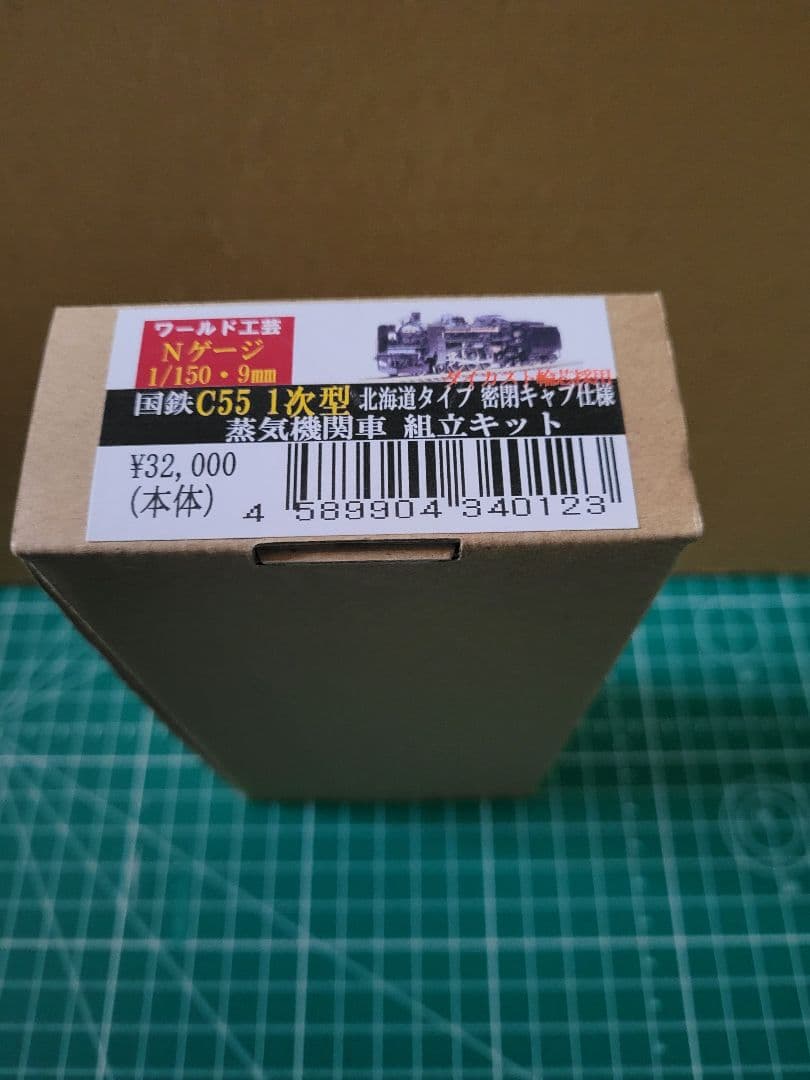 ワールド工芸
Nゲージ
1/150・9mm
ダイカスト輪芯採用
国鉄C55 1次型 北海道タイプ 密閉キャブ仕様
蒸気機関車 組立キット
¥32,000
(本体)
4 589904 340123